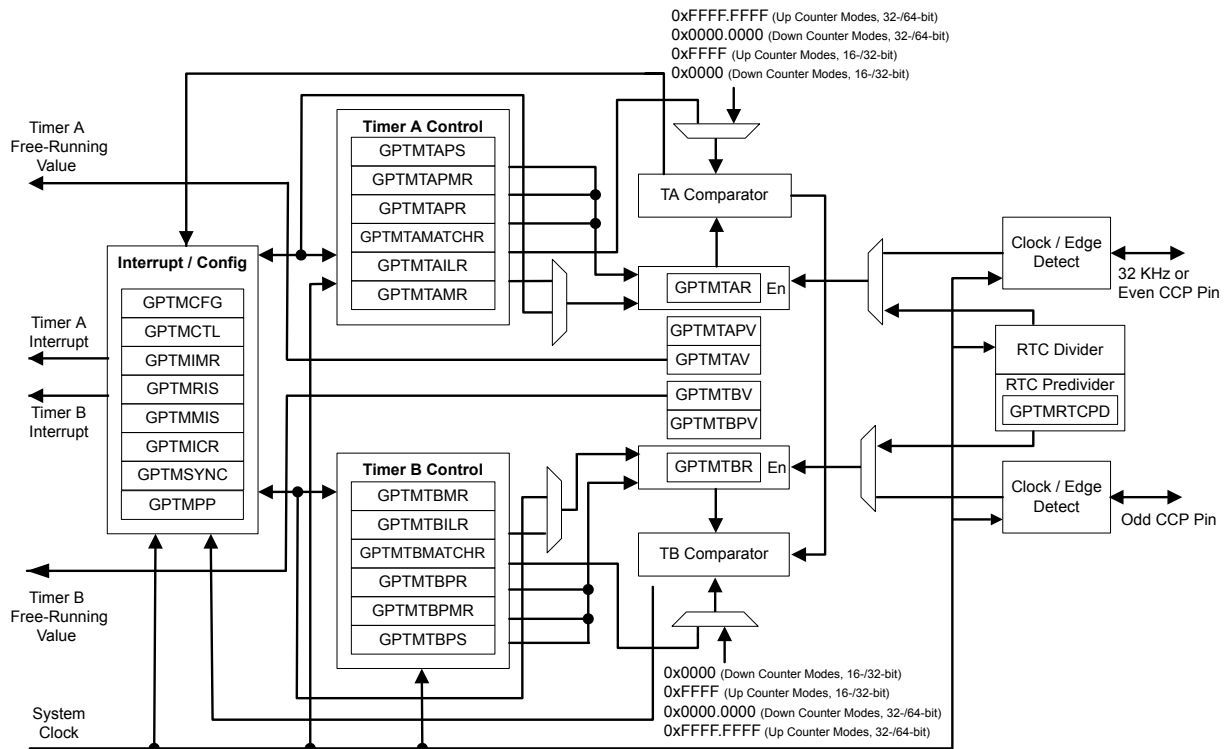 0xFFFF.FFFF (Up Counter Modes, 32-/64-bit)
0x0000.0000 (Down Counter Modes, 32-/64-bit)
0xFFFF (Up Counter Modes, 16-/32-bit)
0x0000 (Down Counter Modes, 16-/32-bit)
Timer A
Free-Running
Value
Timer A Control
GPTMTAPS
GPTMTAPMR
GPTMTAPR
GPTMTAMATCHR
GPTMTAILR
GPTMTAMR
TA Comparator
GPTMTAR
En
Clock / Edge
Detect
32 KHz or
Even CCP Pin
Interrupt / Config
GPTMCFG
GPTMCTL
GPTMIMR
GPTMRIS
GPTMMIS
GPTMICR
GPTMSYNC
GPTMPP
Timer A
Interrupt
Timer B
Interrupt
GPTMTAPV
GPTMTAV
GPTMTBV
GPTMTBPV
RTC Divider
RTC Predivider
GPTMRTCPD
Timer B Control
GPTMTBMR
GPTMTBILR
GPTMTBMATCHR
GPTMTBPR
GPTMTBPMR
GPTMTBPS
GPTMTBR
En
Clock / Edge
Detect
Odd CCP Pin
TB Comparator
Timer B
Free-Running
Value
0x0000 (Down Counter Modes, 16-/32-bit)
0xFFFF (Up Counter Modes, 16-/32-bit)
0x0000.0000 (Down Counter Modes, 32-/64-bit)
0xFFFF.FFFF (Up Counter Modes, 32-/64-bit)
System
Clock